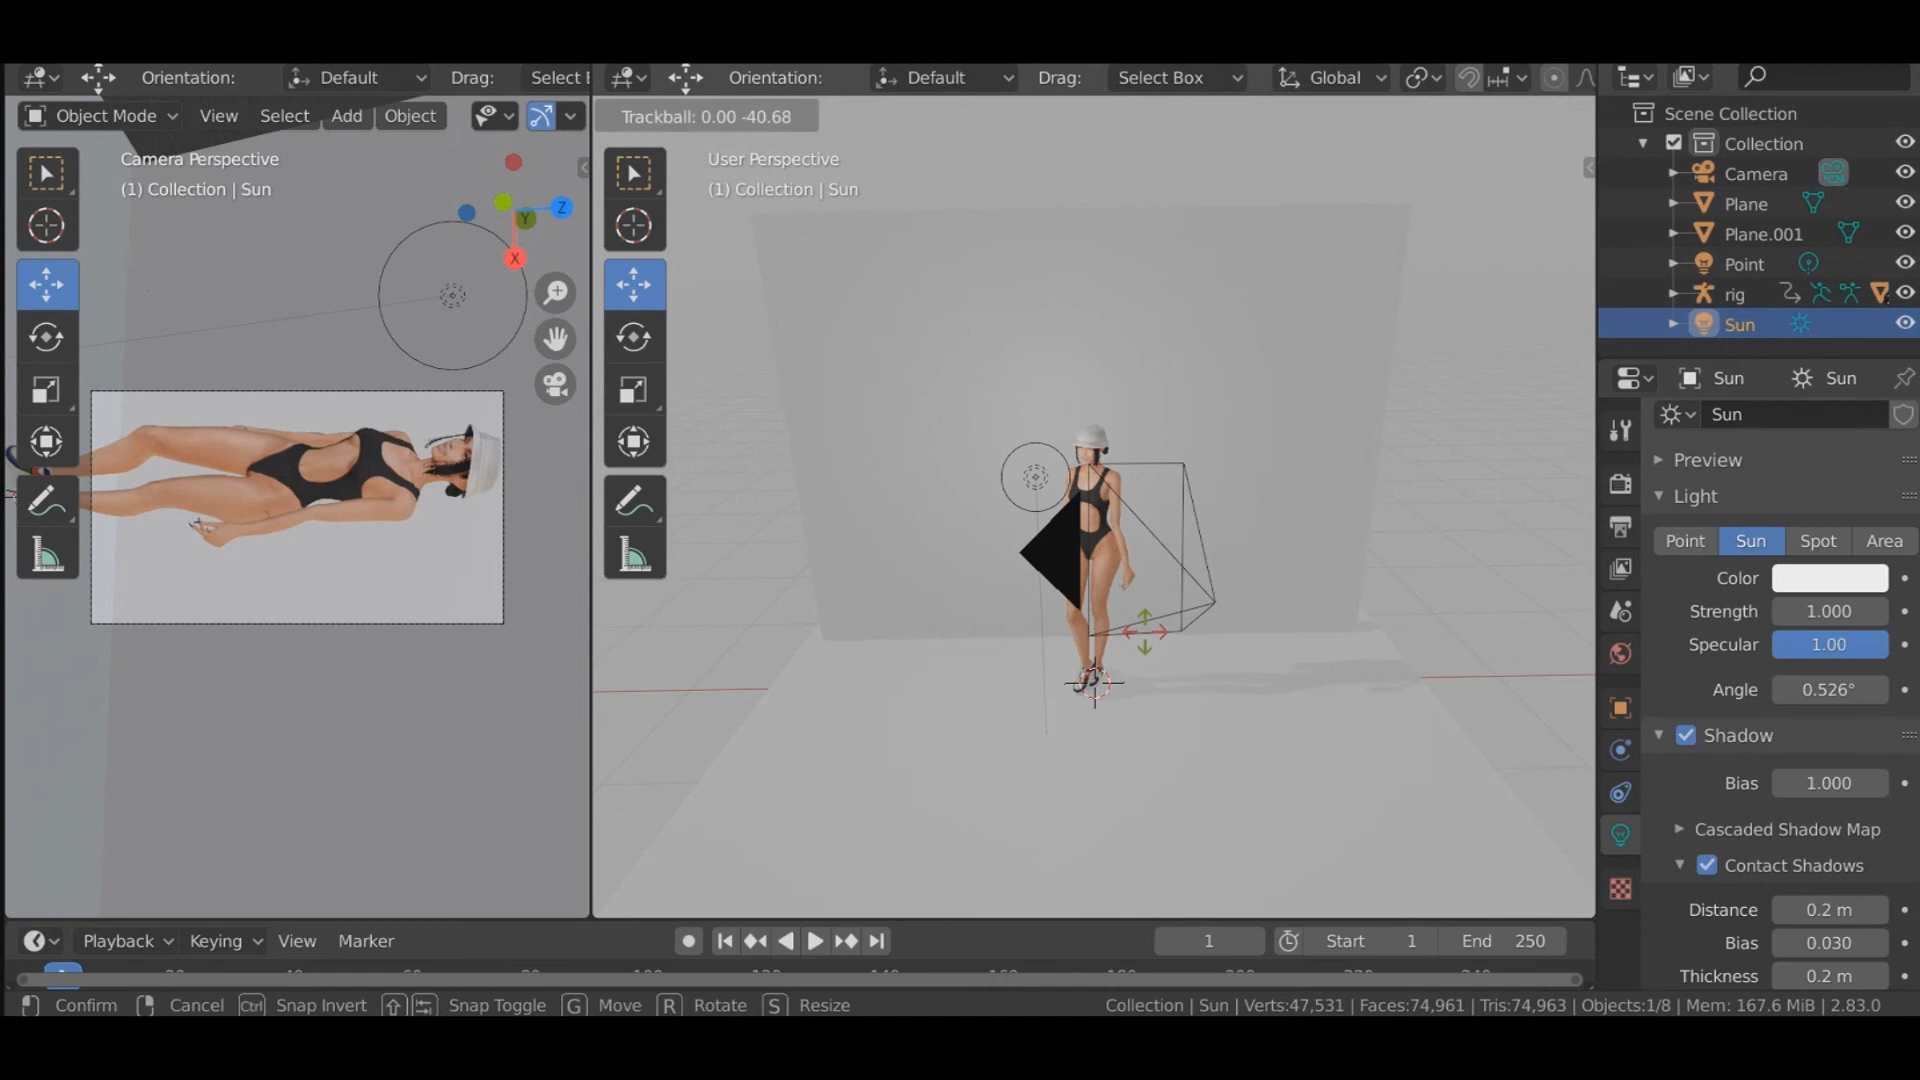 Orientation: Default Drag: Select B
Orientation: Default Drag: Select Box Global
Object Mode View Select Add Object
Camera Perspective
(1) Collection | Sun
Z
Y
X
Trackball: 0.00 -40.68
User Perspective
(1) Collection | Sun
Scene Collection
Collection
Camera
Plane
Plane.001
Point
rig
Sun
Sun Sun
Sun
Preview
Light
Point Sun Spot Area
Color
Strength 1.000
Specular 1.00
Angle 0.526°
Shadow
Bias 1.000
Cascaded Shadow Map
Contact Shadows
Distance 0.2 m
Bias 0.030
Thickness 0.2 m
Playback Keying View Marker
1 Start 1 End 250
Confirm Cancel Ctrl Snap Invert Snap Toggle G Move R Rotate S Resize
Collection | Sun | Verts:47,531 | Faces:74,961 | Tris:74,963 | Objects:1/8 | Mem: 167.6 MiB | 2.83.0